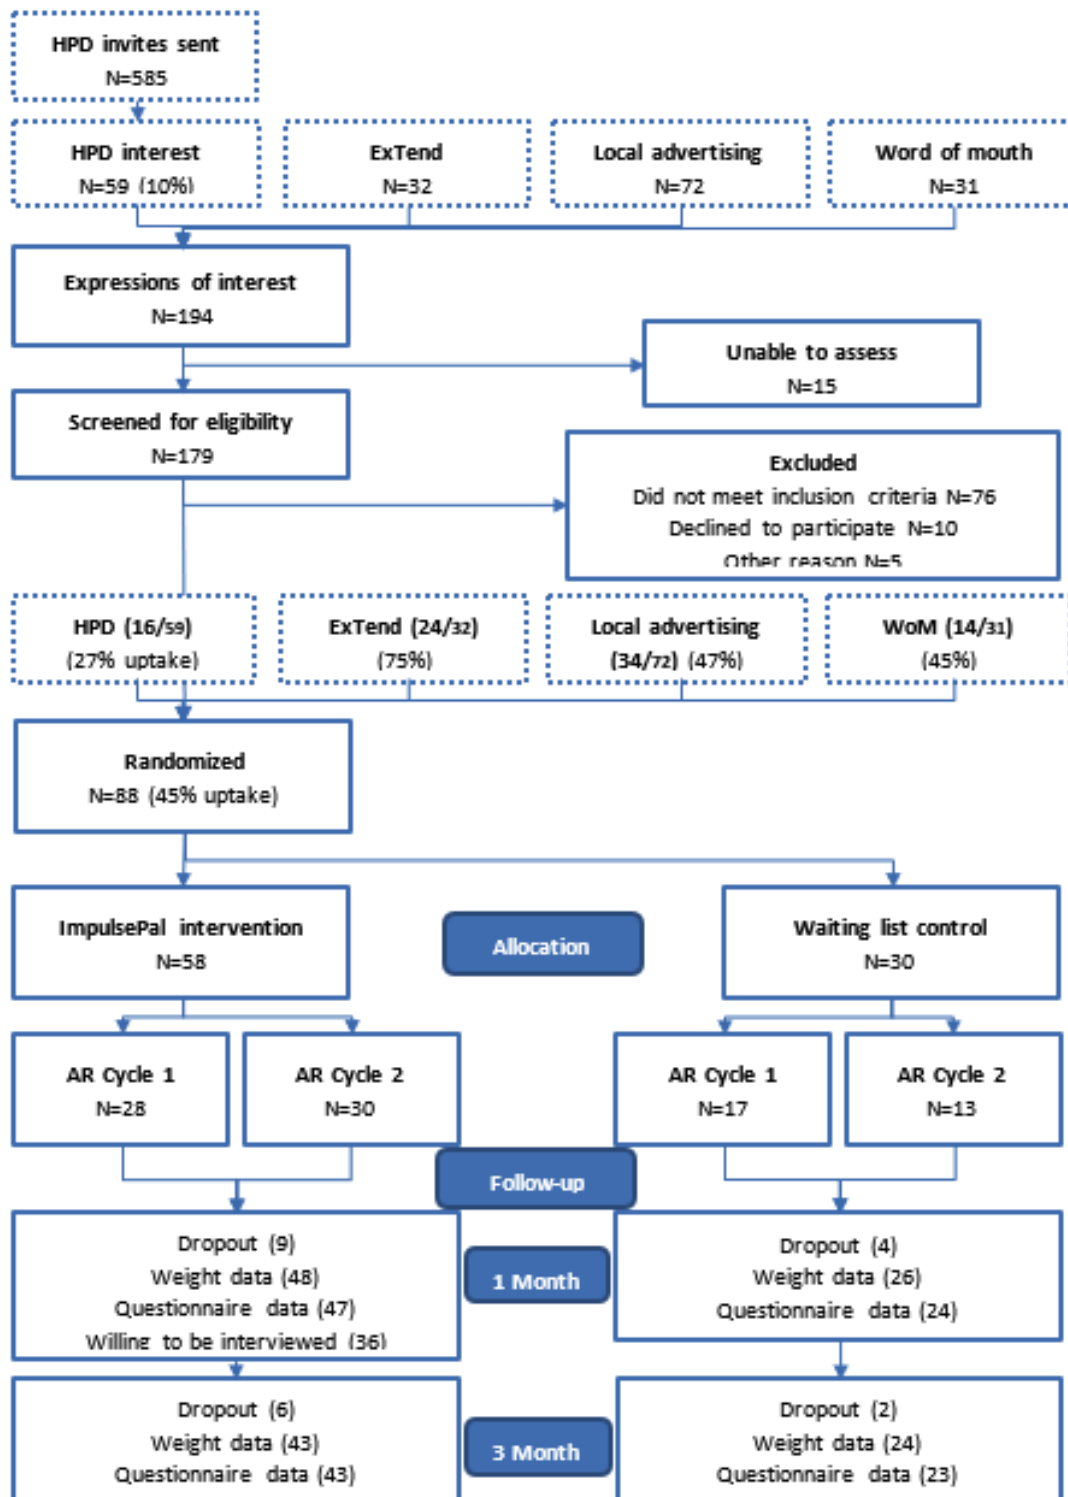 HPD invites sent
N=585
HPD interest
N=59 (10%)
ExTend
N=32
Local advertising
N=72
Word of mouth
N=31
Expressions of interest
N=194
Unable to assess
N=15
Screened for eligibility
N=179
Excluded
Did not meet inclusion criteria N=76
Declined to participate N=10
Other reason N=5
HPD (16/59)
(27% uptake)
ExTend (24/32)
(75%)
Local advertising
(34/72) (47%)
WoM (14/31)
(45%)
Randomized
N=88 (45% uptake)
ImpulsePal intervention
N=58
Allocation
Waiting list control
N=30
AR Cycle 1
N=28
AR Cycle 2
N=30
AR Cycle 1
N=17
AR Cycle 2
N=13
Follow-up
Dropout (9)
Weight data (48)
Questionnaire data (47)
Willing to be interviewed (36)
1 Month
Dropout (4)
Weight data (26)
Questionnaire data (24)
Dropout (6)
Weight data (43)
Questionnaire data (43)
3 Month
Dropout (2)
Weight data (24)
Questionnaire data (23)